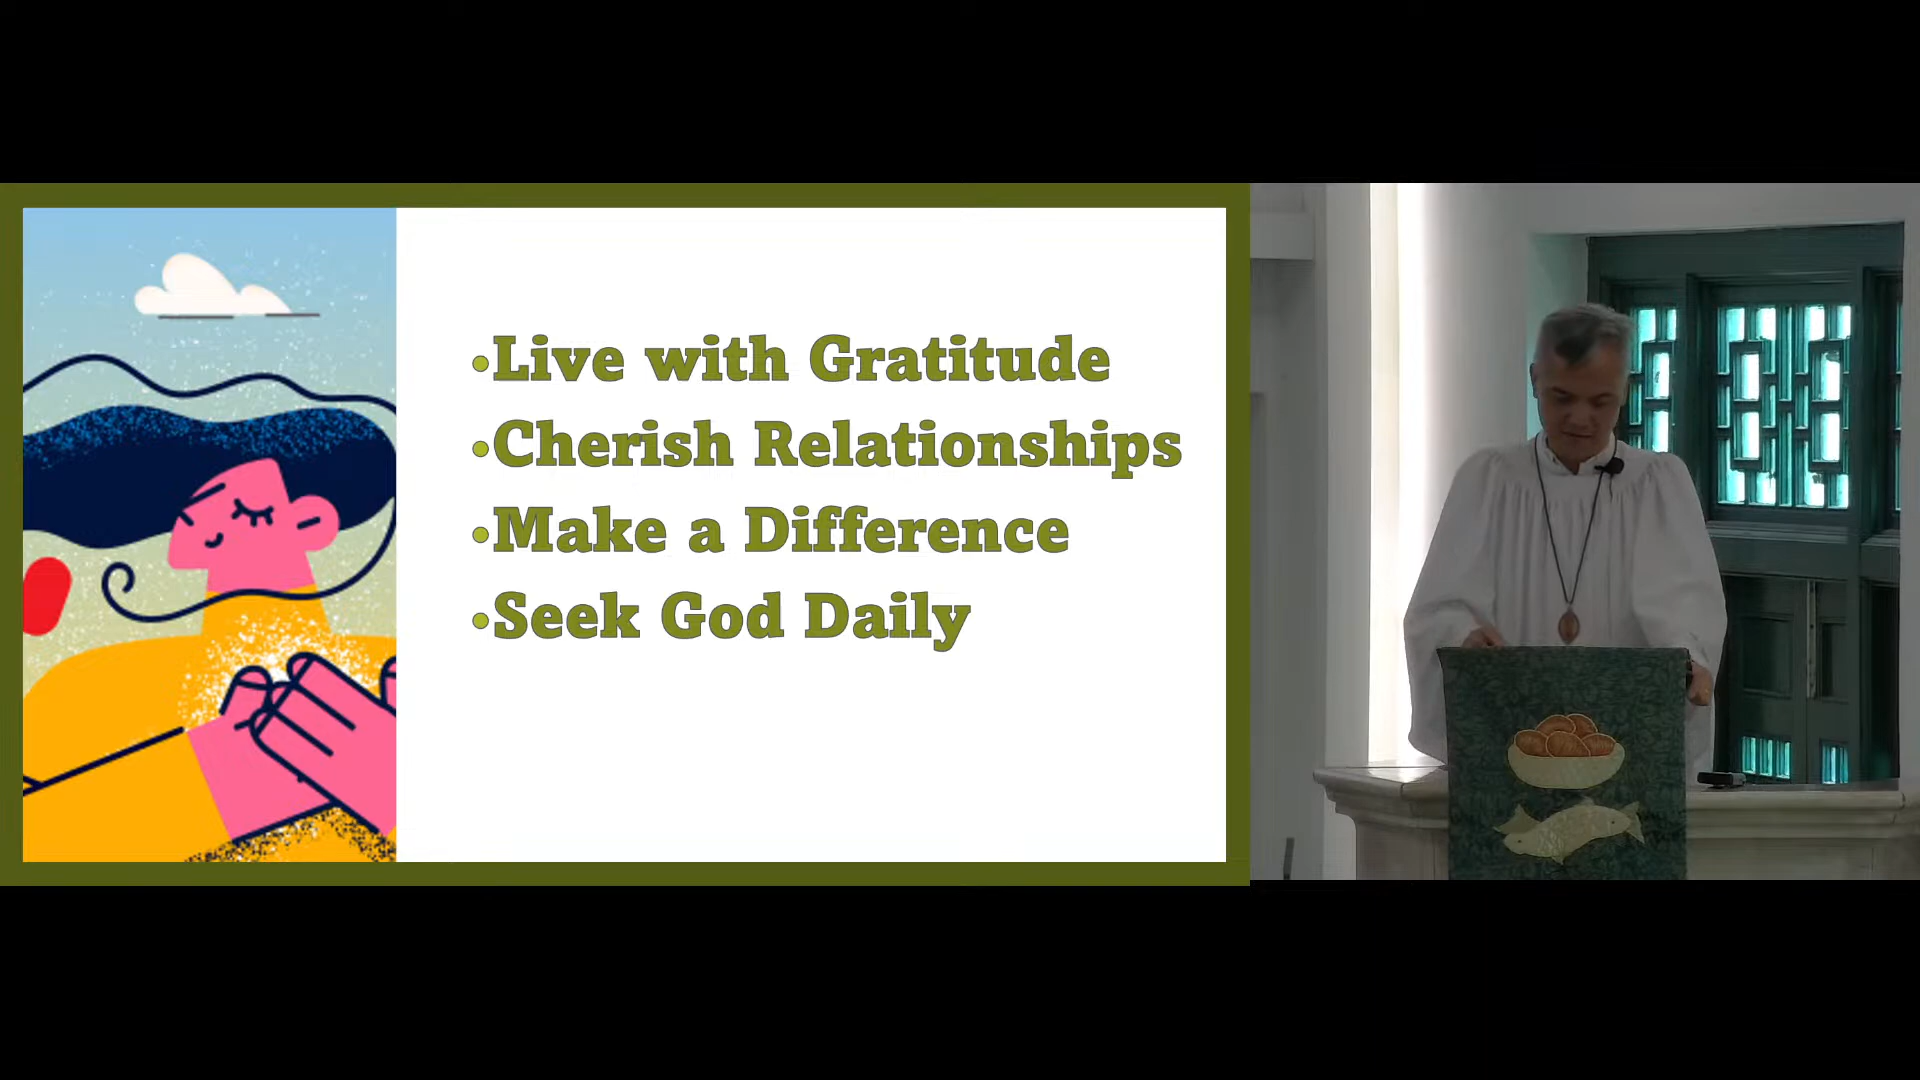 •Live with Gratitude
•Cherish Relationships
•Make a Difference
•Seek God Daily